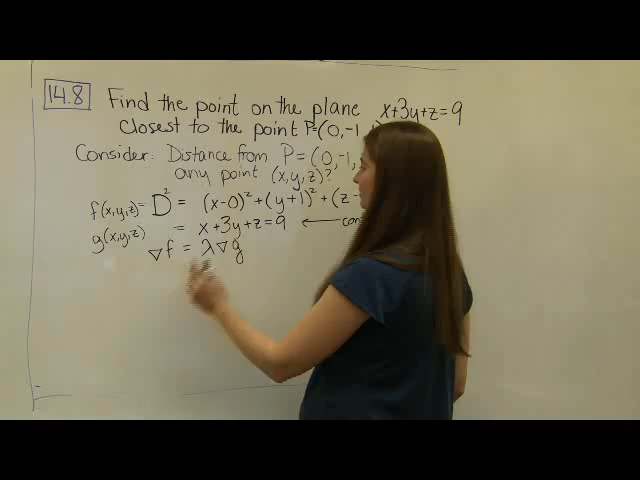 14.8 Find the point on the plane x+3y+z=9
closest to the point P=(0,-1,
Consider: Distance from P=(0,-1,
any point (x,y,z)?
f(x,y,z)= D² = (x-0)²+(y+1)²+(z-
g(x,y,z) = x+3y+z=9 ←
∇f = λ∇g